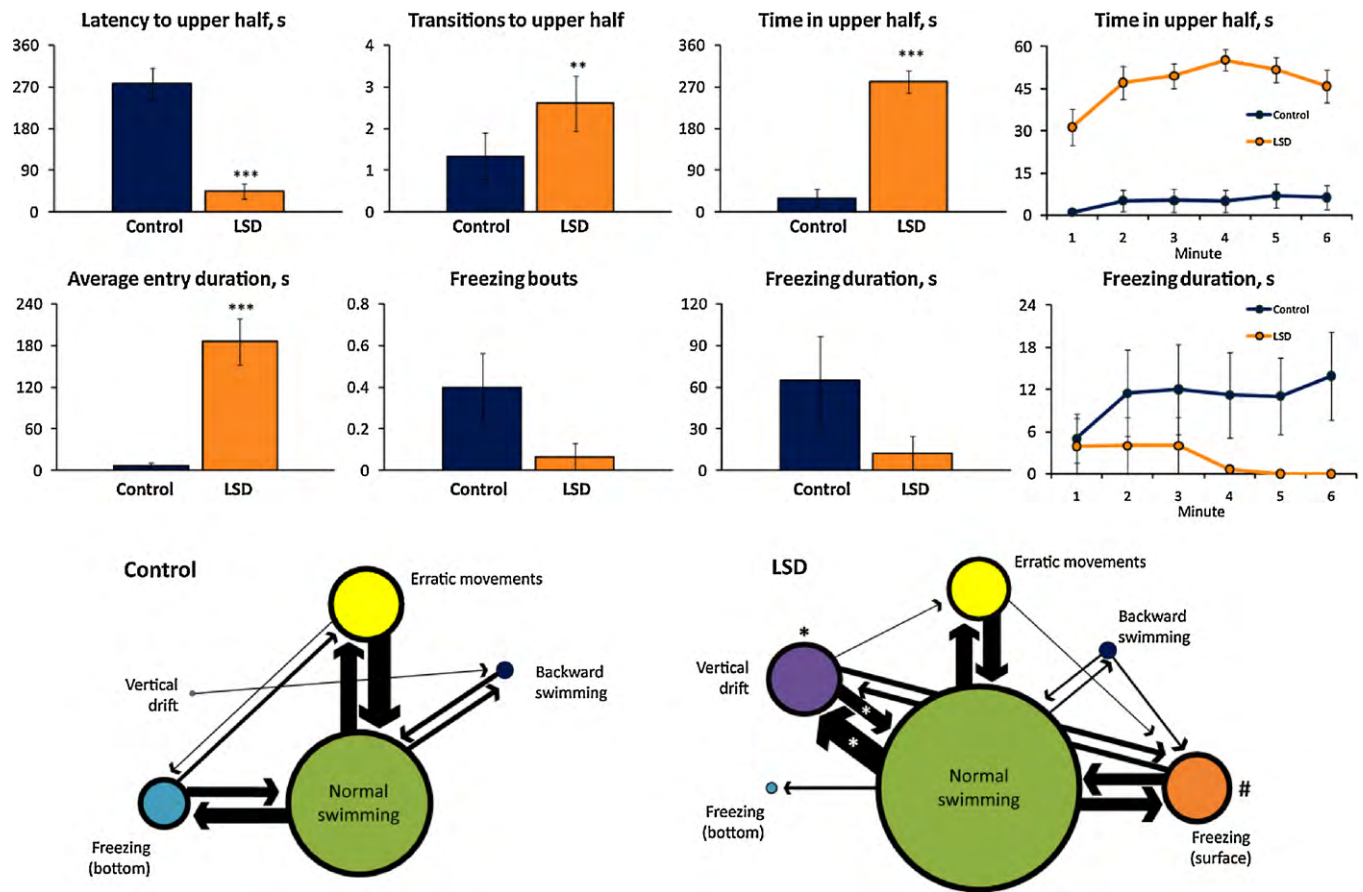 Latency to upper half, s
360
270
180
90
0
***
Control LSD
Transitions to upper half
4
3
2
1
0
**
Control LSD
Time in upper half, s
360
270
180
90
0
***
Control LSD
Time in upper half, s
60
45
30
15
0
Control
LSD
1 2 3 4 5 6
Minute
Average entry duration, s
240
180
120
60
0
***
Control LSD
Freezing bouts
0.8
0.6
0.4
0.2
0
Control LSD
Freezing duration, s
120
90
60
30
0
Control LSD
Freezing duration, s
24
18
12
6
0
Control
LSD
1 2 3 4 5 6
Minute
Control
Erratic movements
Vertical
drift
Backward
swimming
Normal
swimming
Freezing
(bottom)
LSD
Erratic movements
*
Backward
swimming
Vertical
drift
*
*
Normal
swimming
#
Freezing
(bottom)
Freezing
(surface)